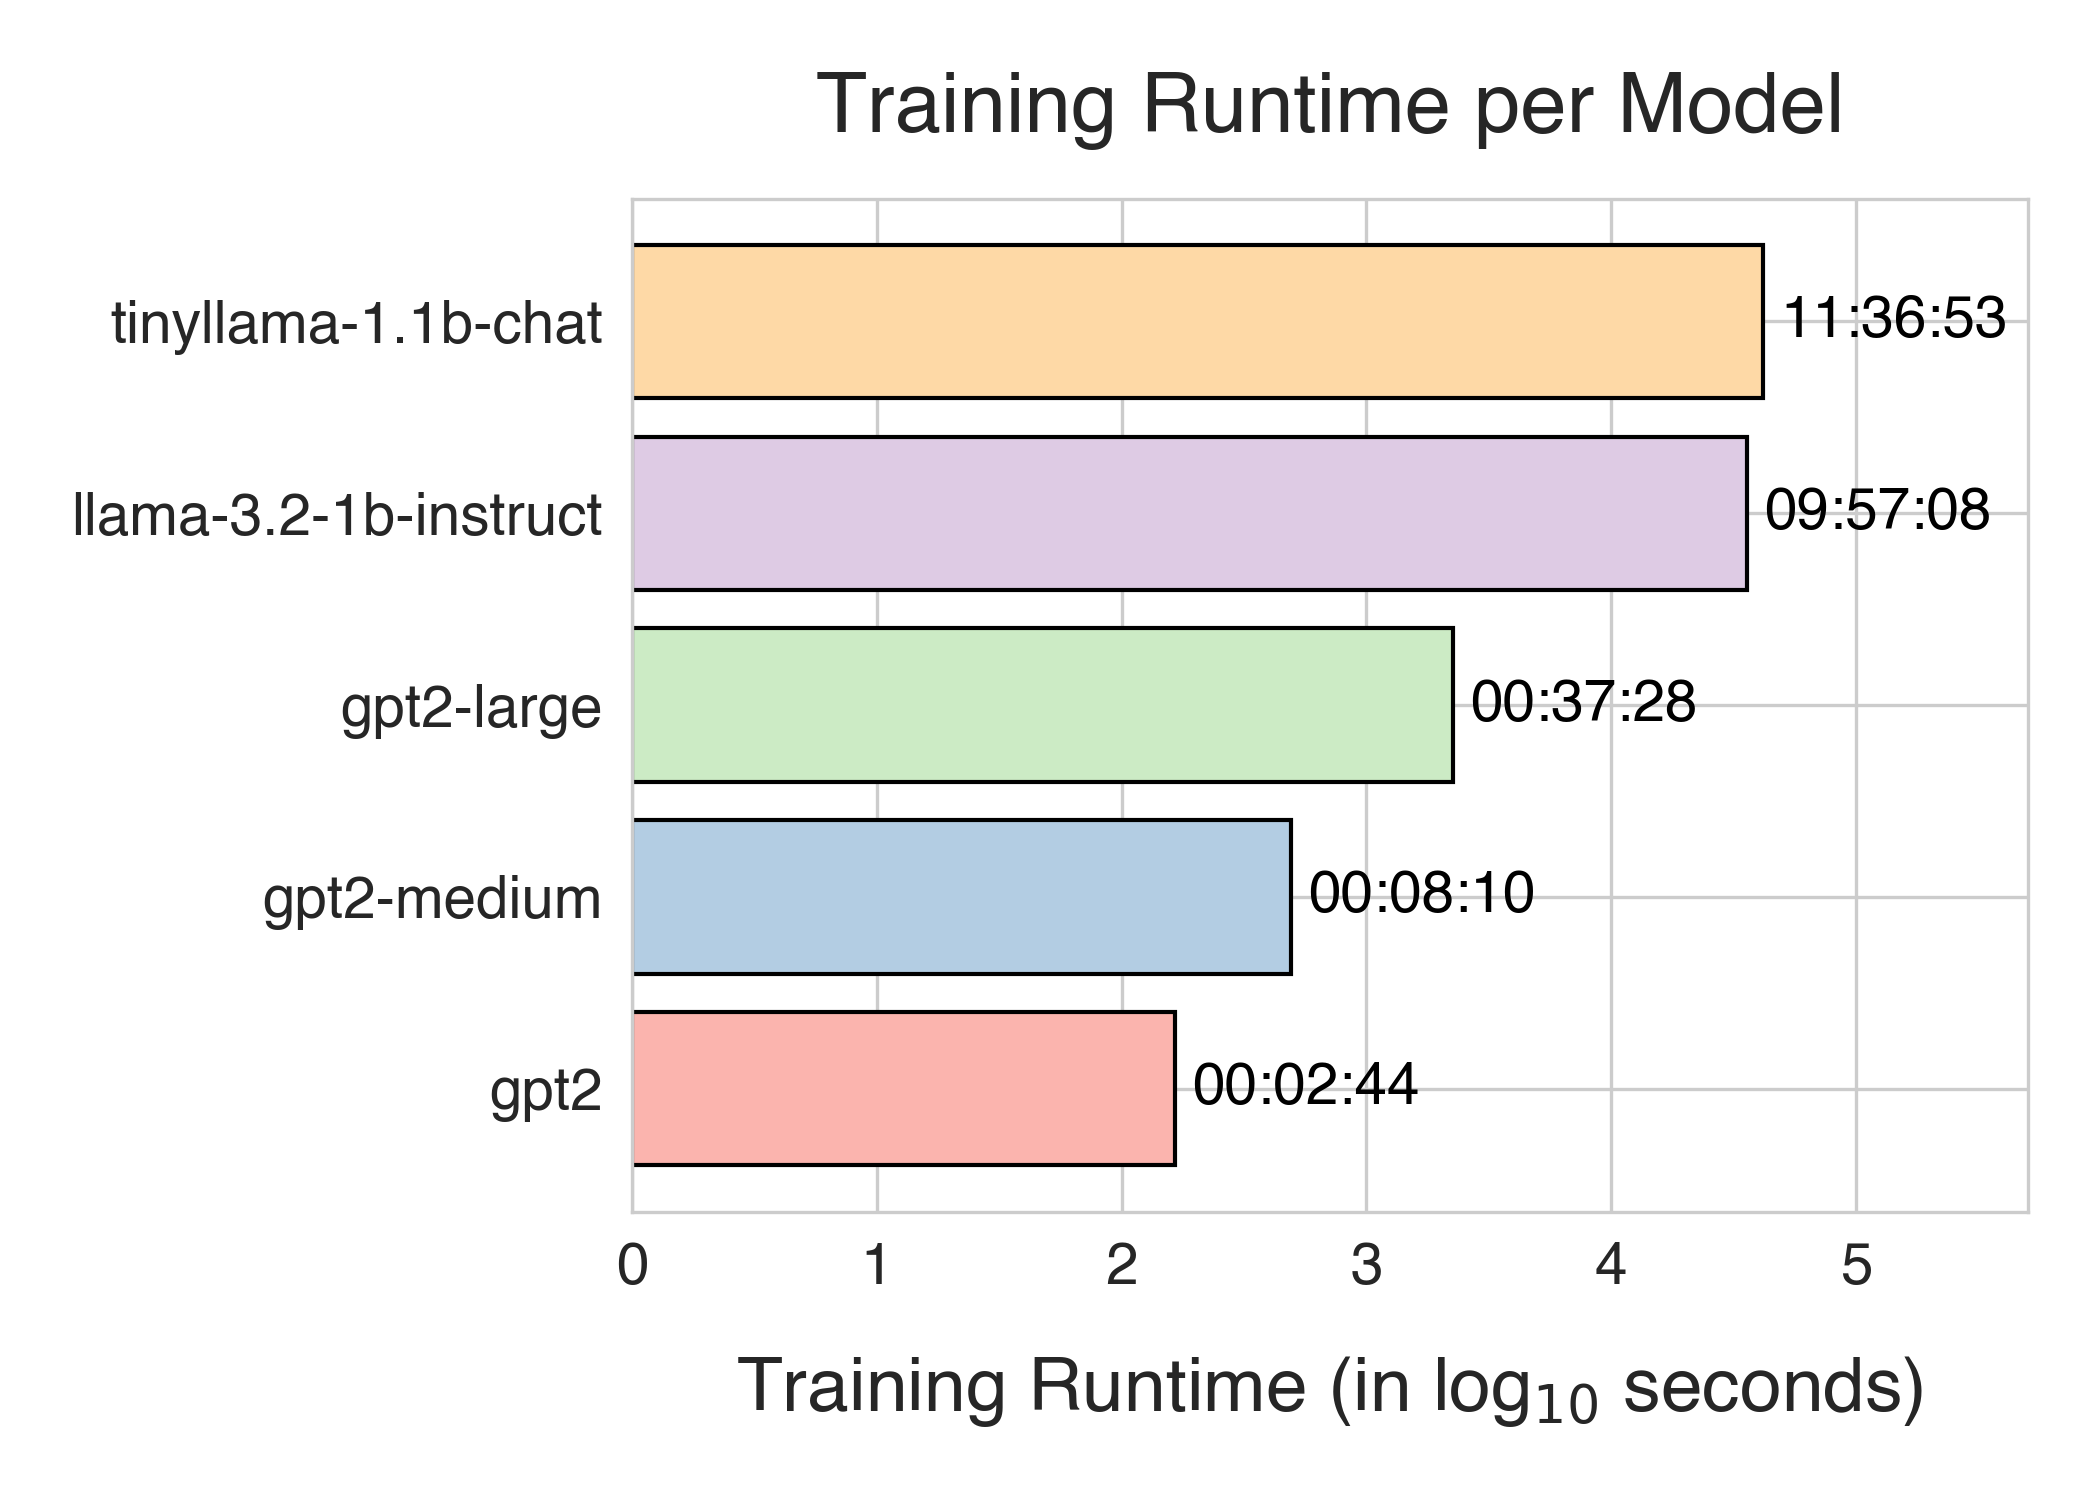 Training Runtime per Model
tinyllama-1.1b-chat
11:36:53
llama-3.2-1b-instruct
09:57:08
gpt2-large
00:37:28
gpt2-medium
00:08:10
gpt2
00:02:44
0 1 2 3 4 5
Training Runtime (in log₁₀ seconds)